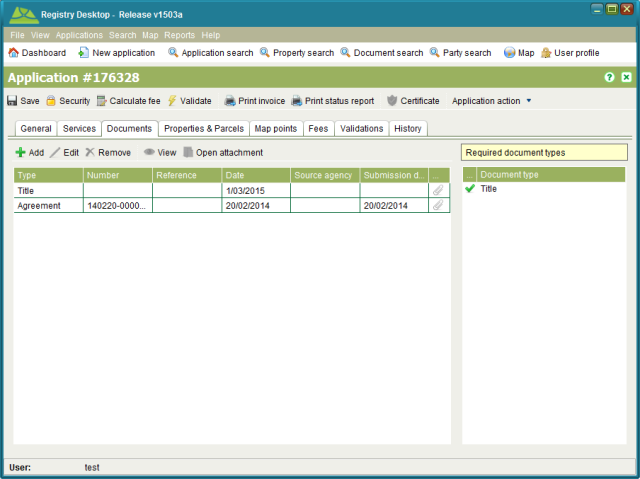 Registry Desktop - Release v1503a
File View Applications Search Map Reports Help
Dashboard New application Application search Property search Document search Party search Map User profile
Application #176328
Save Security Calculate fee Validate Print invoice Print status report Certificate Application action
General Services Documents Properties & Parcels Map points Fees Validations History
Add Edit Remove View Open attachment Required document types
Type Number Reference Date Source agency Submission d... ... ... Document type
Title 1/03/2015 Title
Agreement 140220-0000... 20/02/2014 20/02/2014
User: test